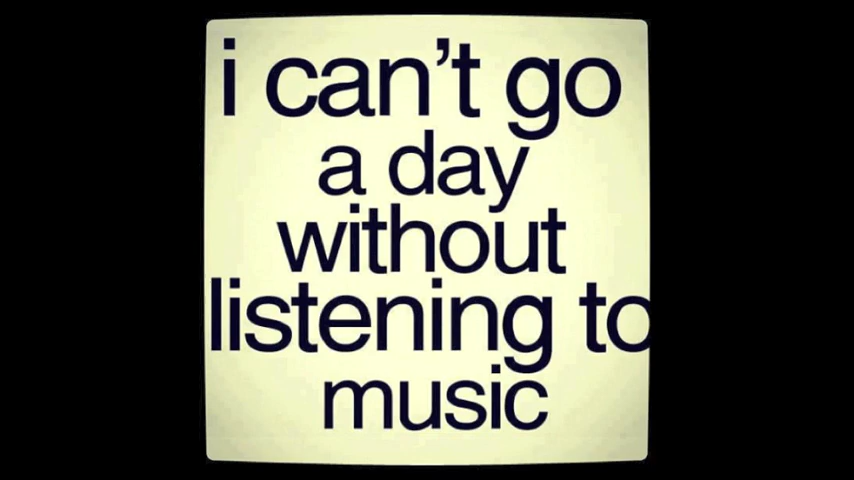 i can't go
a day
without
listening to
music